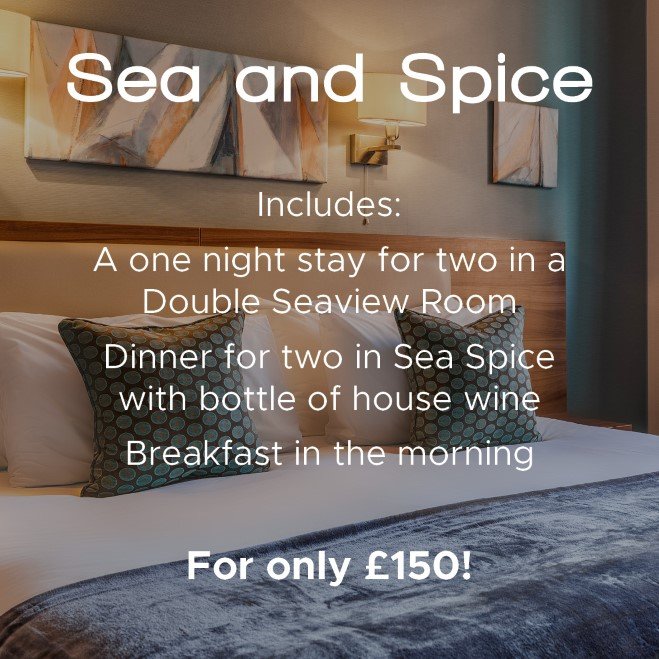 Sea and Spice
Includes:
A one night stay for two in a
Double Seaview Room
Dinner for two in Sea Spice
with bottle of house wine
Breakfast in the morning
For only £150!